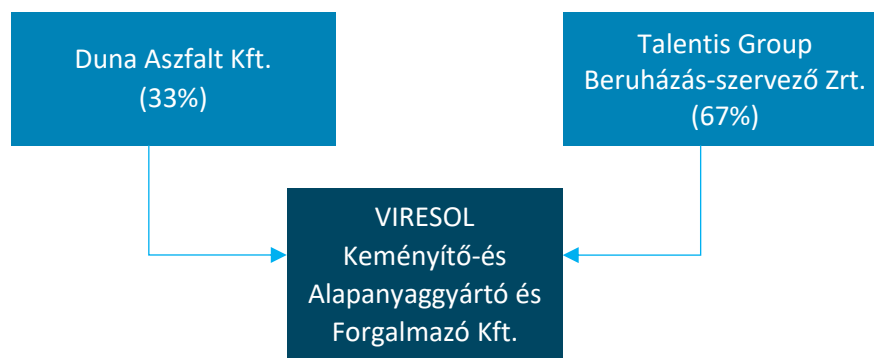 Duna Aszfalt Kft.
(33%)
Talentis Group
Beruházás-szervező Zrt.
(67%)
VIRESOL
Keményítő-és
Alapanyaggyártó és
Forgalmazó Kft.